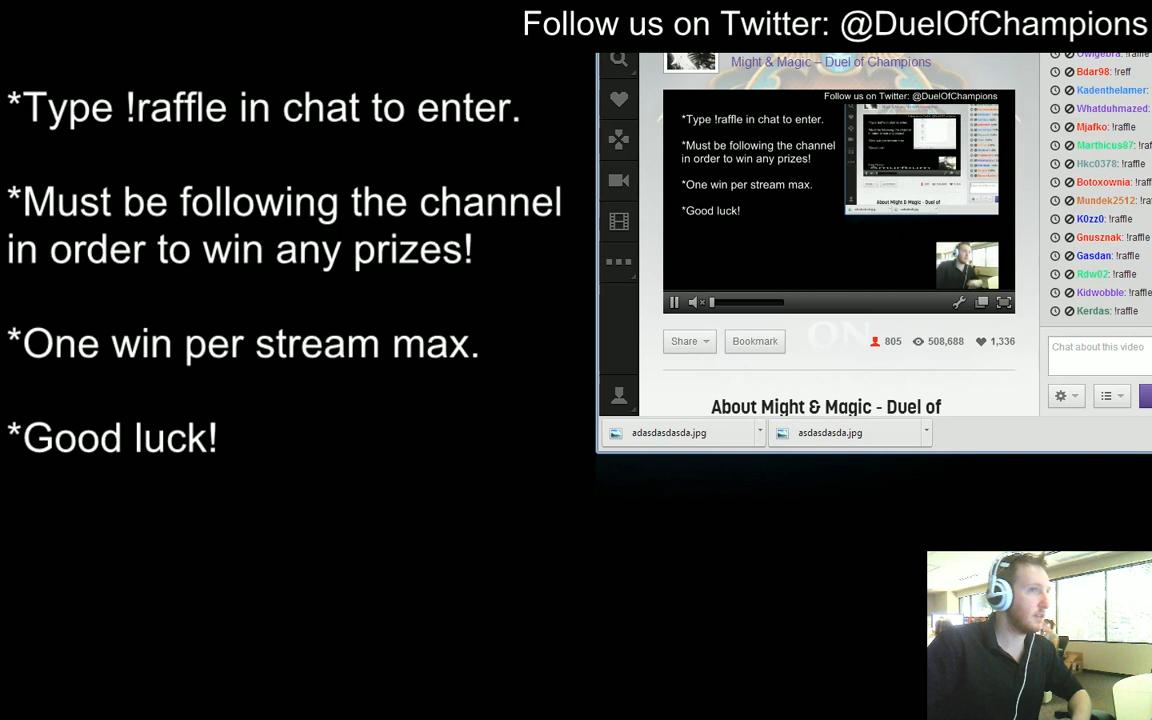 Follow us on Twitter: @DuelOfChampions
*Type !raffle in chat to enter.
*Must be following the channel
in order to win any prizes!
*One win per stream max.
*Good luck!
Might & Magic – Duel of Champions
Follow us on Twitter: @DuelOfChampions
*Type !raffle in chat to enter.
*Must be following the channel
in order to win any prizes!
*One win per stream max.
*Good luck!
About Might & Magic - Duel of
Share
Bookmark
805
508,688
1,336
About Might & Magic - Duel of
adasdasdasda.jpg
asdasdasda.jpg
Bdar98: !reff
Kadenthelamer:
Whatduhmazed:
Mjafko: !raffle
Marthicus87: !raf
Hkc0378: !raffle
Botoxownia: !raf
Mundek2512: !raf
K0zz0: !raffle
Gnusznak: !raffle
Gasdan: !raffle
Rdw02: !raffle
Kidwobble: !raffle
Kerdas: !raffle
Chat about this video